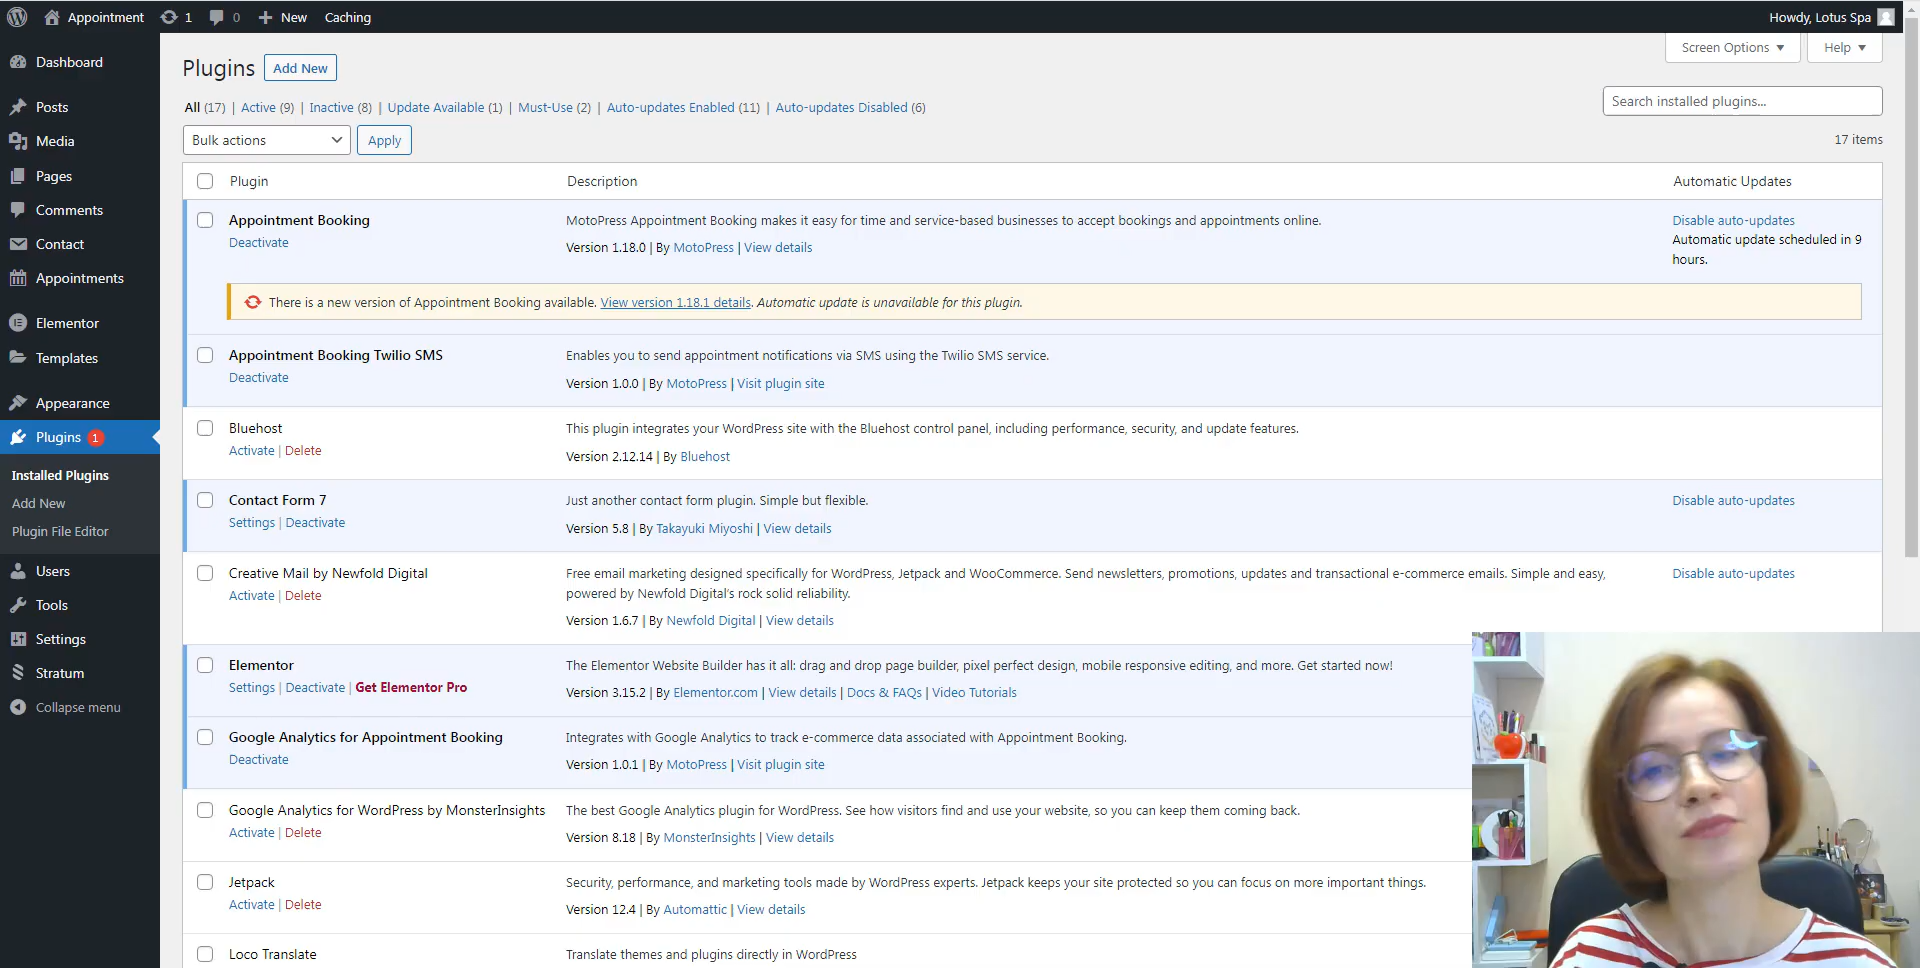 Appointment 1 0 New Caching Howdy, Lotus Spa
Dashboard
Posts
Media
Pages
Comments
Contact
Appointments
Elementor
Templates
Appearance
Plugins 1
Installed Plugins
Add New
Plugin File Editor
Users
Tools
Settings
Stratum
Collapse menu
Screen Options ▼ Help ▼
Plugins Add New
All (17) | Active (9) | Inactive (8) | Update Available (1) | Must-Use (2) | Auto-updates Enabled (11) | Auto-updates Disabled (6)
Search installed plugins...
Bulk actions Apply
17 items
Plugin Description Automatic Updates
Appointment Booking
Deactivate
MotoPress Appointment Booking makes it easy for time and service-based businesses to accept bookings and appointments online.
Version 1.18.0 | By MotoPress | View details
Disable auto-updates
Automatic update scheduled in 9
hours.
There is a new version of Appointment Booking available. View version 1.18.1 details. Automatic update is unavailable for this plugin.
Appointment Booking Twilio SMS
Deactivate
Enables you to send appointment notifications via SMS using the Twilio SMS service.
Version 1.0.0 | By MotoPress | Visit plugin site
Bluehost
Activate | Delete
This plugin integrates your WordPress site with the Bluehost control panel, including performance, security, and update features.
Version 2.12.14 | By Bluehost
Contact Form 7
Settings | Deactivate
Just another contact form plugin. Simple but flexible.
Version 5.8 | By Takayuki Miyoshi | View details
Disable auto-updates
Creative Mail by Newfold Digital
Activate | Delete
Free email marketing designed specifically for WordPress, Jetpack and WooCommerce. Send newsletters, promotions, updates and transactional e-commerce emails. Simple and easy,
powered by Newfold Digital's rock solid reliability.
Version 1.6.7 | By Newfold Digital | View details
Disable auto-updates
Elementor
Settings | Deactivate | Get Elementor Pro
The Elementor Website Builder has it all: drag and drop page builder, pixel perfect design, mobile responsive editing, and more. Get started now!
Version 3.15.2 | By Elementor.com | View details | Docs & FAQs | Video Tutorials
Google Analytics for Appointment Booking
Deactivate
Integrates with Google Analytics to track e-commerce data associated with Appointment Booking.
Version 1.0.1 | By MotoPress | Visit plugin site
Google Analytics for WordPress by MonsterInsights
Activate | Delete
The best Google Analytics plugin for WordPress. See how visitors find and use your website, so you can keep them coming back.
Version 8.18 | By MonsterInsights | View details
Jetpack
Activate | Delete
Security, performance, and marketing tools made by WordPress experts. Jetpack keeps your site protected so you can focus on more important things.
Version 12.4 | By Automattic | View details
Loco Translate
Translate themes and plugins directly in WordPress